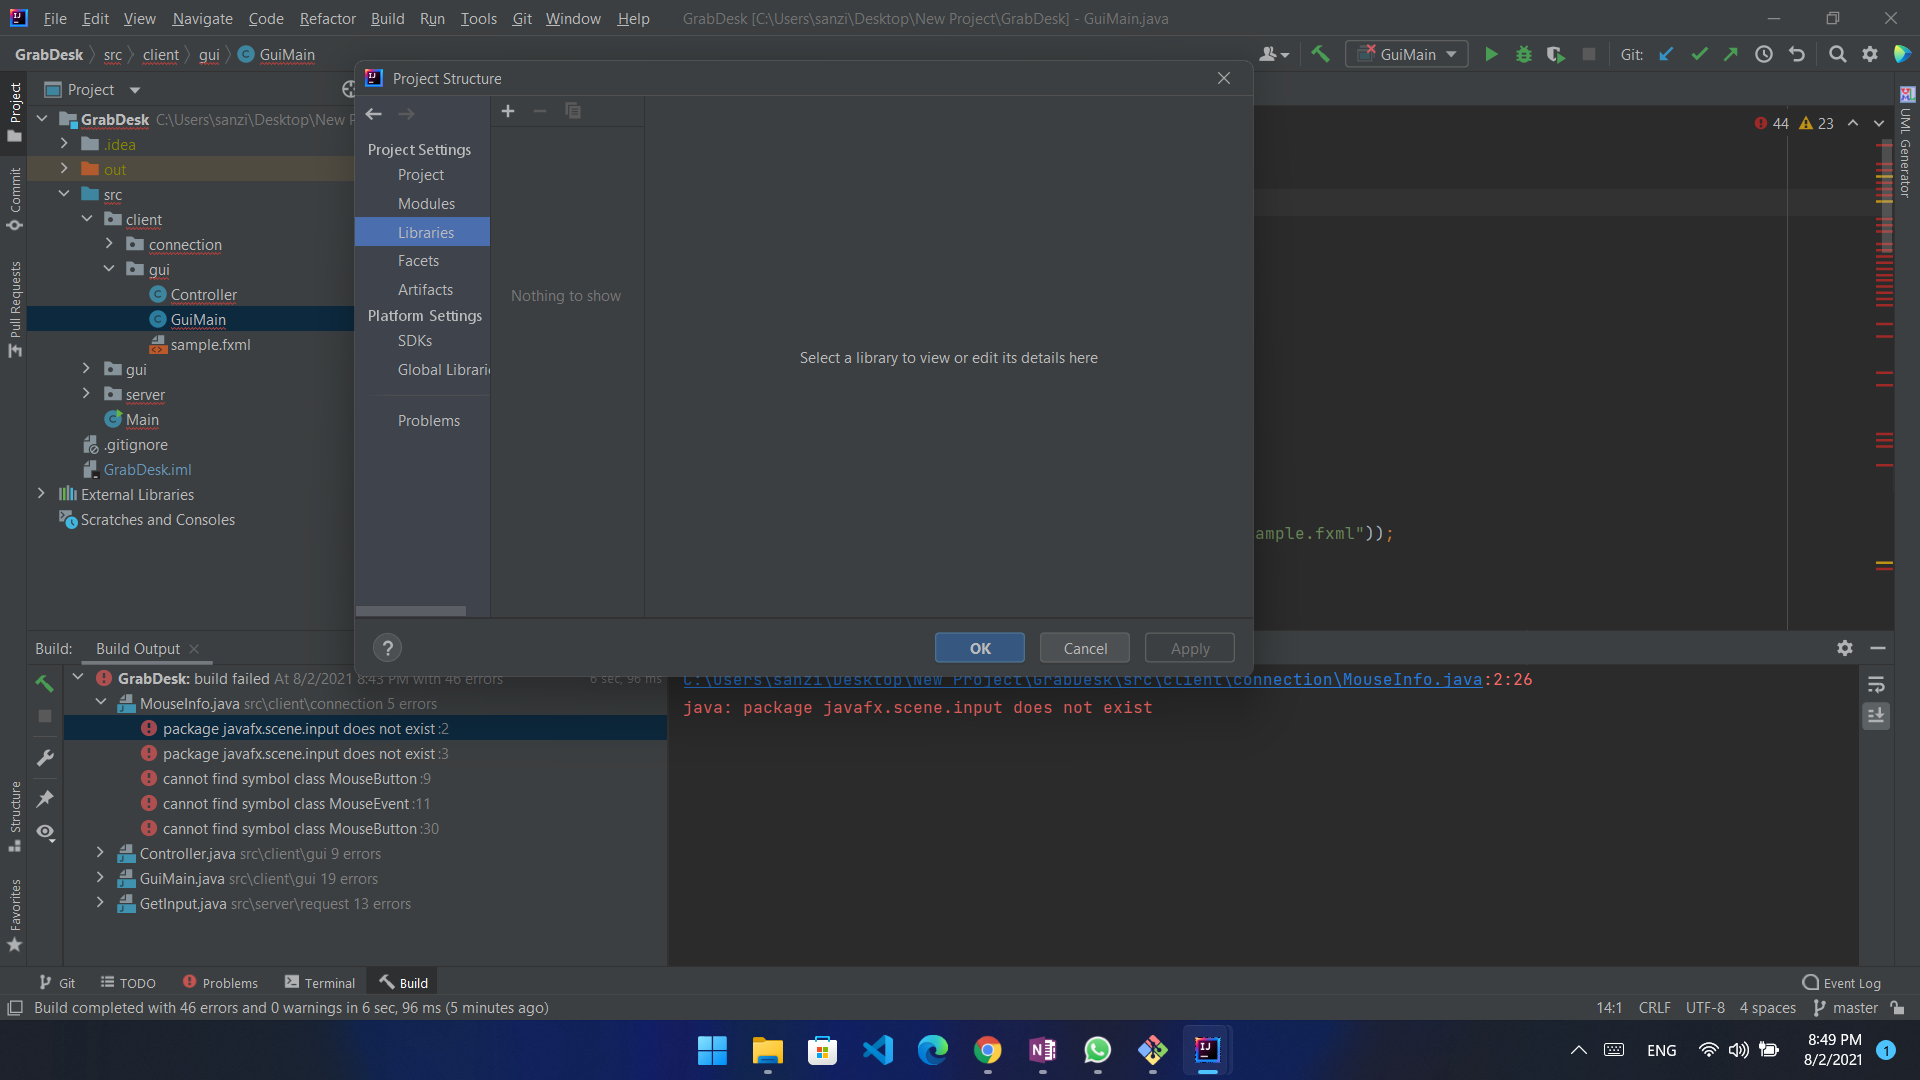 File Edit View Navigate Code Refactor Build Run Tools Git Window Help GrabDesk [C:\Users\sanzi\Desktop\New Project\GrabDesk] - GuiMain.java
GrabDesk src client gui GuiMain
GuiMain Git:
Project
Project Structure
GrabDesk C:\Users\sanzi\Desktop\New P
.idea
out
src
client
connection
gui
Controller
GuiMain
sample.fxml
gui
server
Main
.gitignore
GrabDesk.iml
External Libraries
Scratches and Consoles
Project
Commit
Pull Requests
Structure
Favorites
Project Settings
Project
Modules
Libraries
Facets
Artifacts
Platform Settings
SDKs
Global Librari
Problems
Nothing to show
Select a library to view or edit its details here
OK Cancel Apply
44 23
UML Generator
ample.fxml"));
Build: Build Output
GrabDesk: build failed At 8/2/2021 8:43 PM with 46 errors 6 sec, 96 ms
MouseInfo.java src\client\connection 5 errors
package javafx.scene.input does not exist :2
package javafx.scene.input does not exist :3
cannot find symbol class MouseButton :9
cannot find symbol class MouseEvent :11
cannot find symbol class MouseButton :30
Controller.java src\client\gui 9 errors
GuiMain.java src\client\gui 19 errors
GetInput.java src\server\request 13 errors
C:\Users\sanzi\Desktop\New Project\GrabDesk\src\client\connection\MouseInfo.java:2:26
java: package javafx.scene.input does not exist
Git TODO Problems Terminal Build Event Log
Build completed with 46 errors and 0 warnings in 6 sec, 96 ms (5 minutes ago) 14:1 CRLF UTF-8 4 spaces master
ENG 8:49 PM
8/2/2021 1